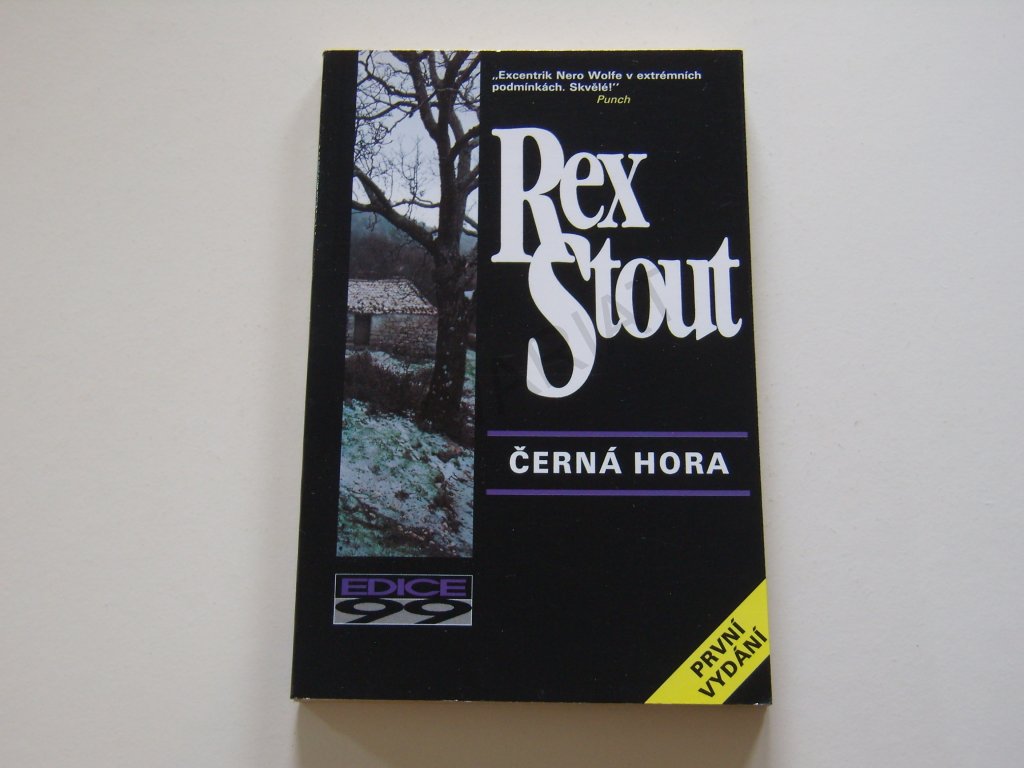 „Excentrik Nero Wolfe v extrémních
podmínkách. Skvělé!‟
Punch
Rex
Stout
ČERNÁ HORA
EDICE
99
PRVNÍ
VYDÁNÍ